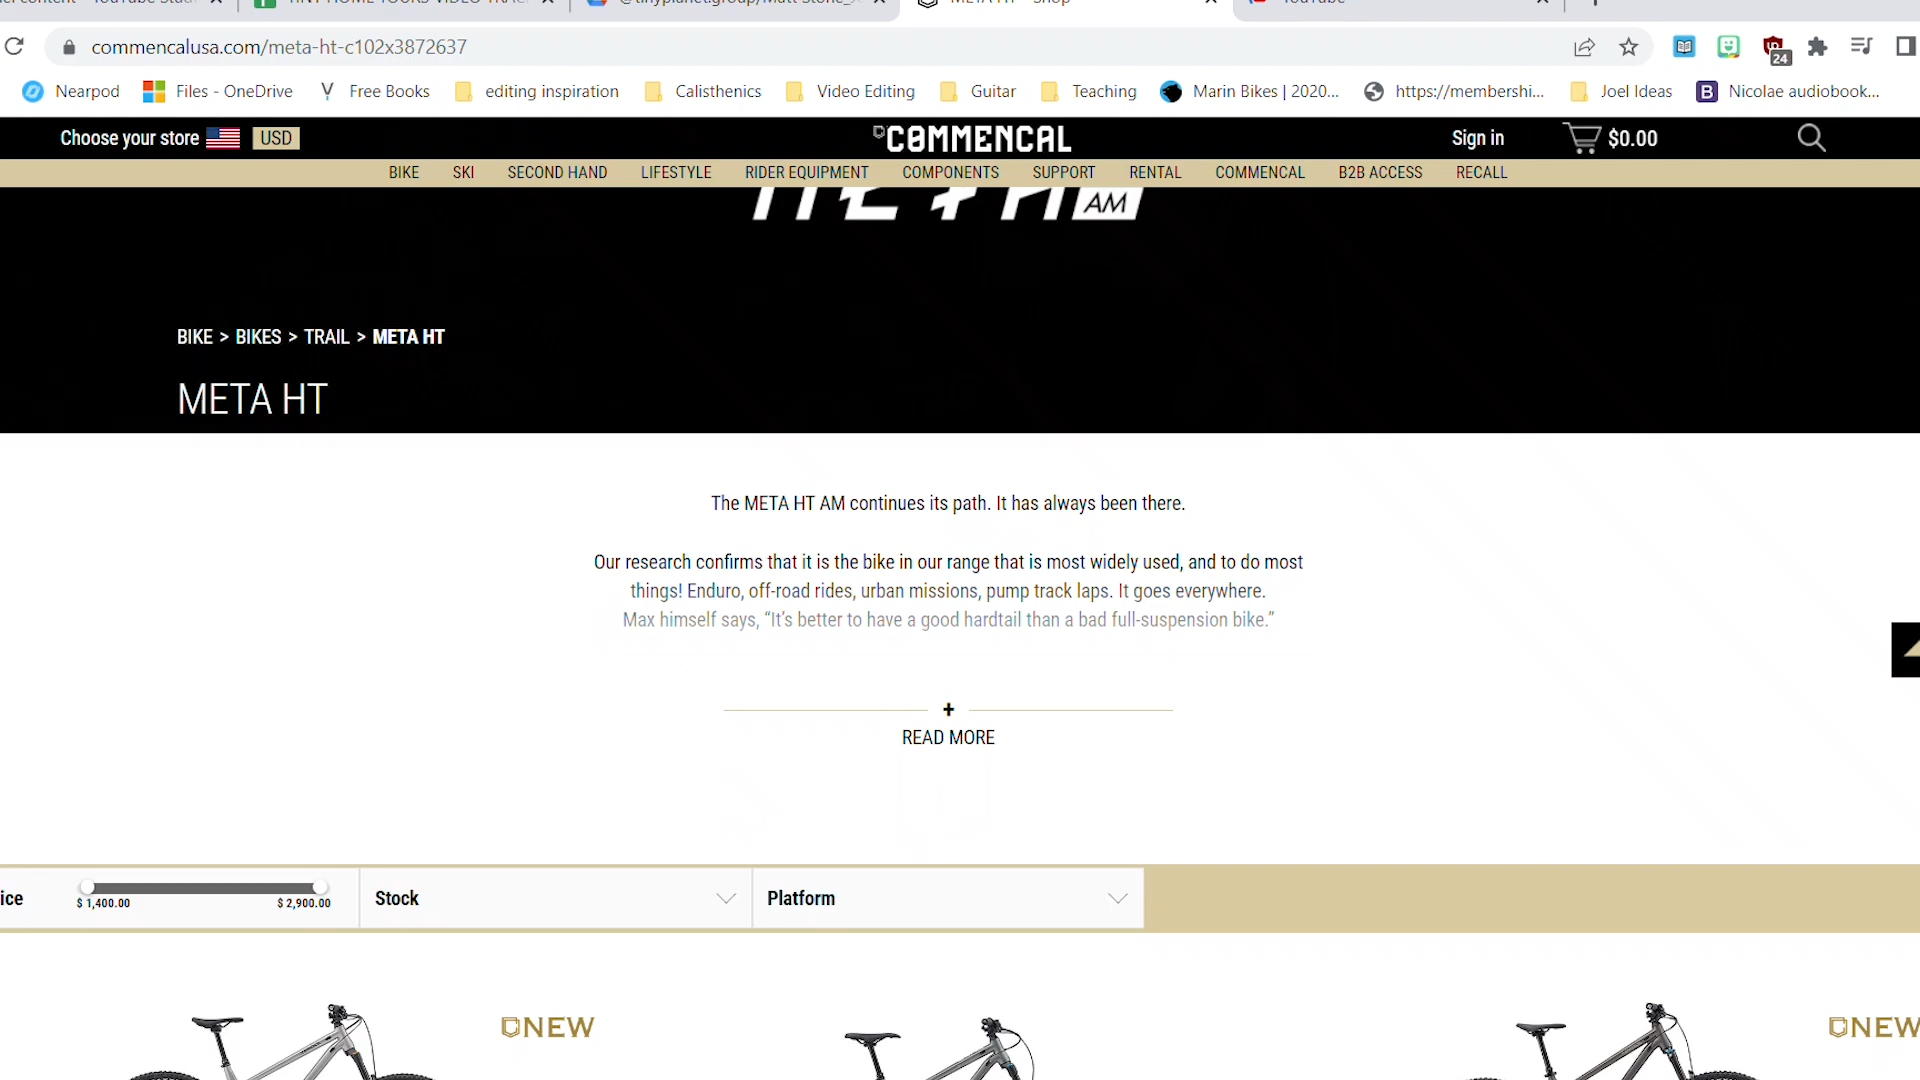 META HT - Shop
YouTube
commencalusa.com/meta-ht-c102x3872637
24
Nearpod
Files - OneDrive
Free Books
editing inspiration
Calisthenics
Video Editing
Guitar
Teaching
Marin Bikes | 2020...
https://membershi...
Joel Ideas
Nicolae audiobook...
Choose your store
USD
COMMENCAL
Sign in
$0.00
BIKE
SKI
SECOND HAND
LIFESTYLE
RIDER EQUIPMENT
COMPONENTS
SUPPORT
RENTAL
COMMENCAL
B2B ACCESS
RECALL
AM
BIKE > BIKES > TRAIL > META HT
META HT
The META HT AM continues its path. It has always been there.
Our research confirms that it is the bike in our range that is most widely used, and to do most
things! Enduro, off-road rides, urban missions, pump track laps. It goes everywhere.
Max himself says, “It’s better to have a good hardtail than a bad full-suspension bike.”
+
READ MORE
$ 1,400.00
$ 2,900.00
Stock
Platform
NEW
NEW